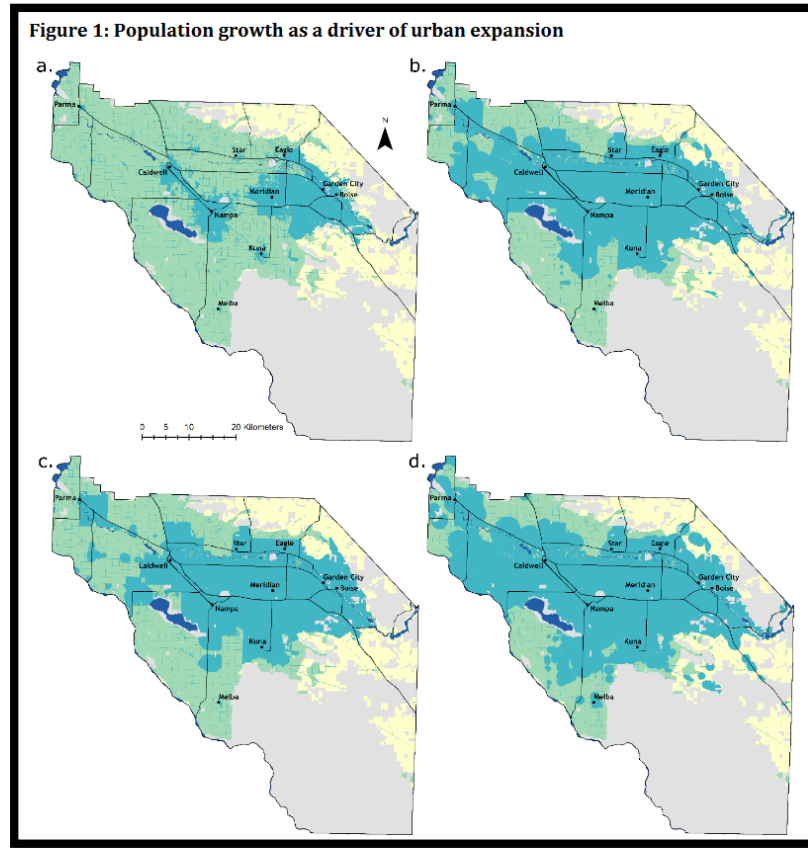 Figure 1: Population growth as a driver of urban expansion
a.
b.
Parma
N
Star
Eagle
Caldwell
Garden City
Meridian
Boise
Nampa
Kuna
Melba
Parma
Star
Eagle
Caldwell
Garden City
Meridian
Boise
Nampa
Kuna
Melba
0 5 10 20 Kilometers
c.
d.
Parma
Star
Eagle
Caldwell
Garden City
Meridian
Boise
Nampa
Kuna
Melba
Parma
Star
Eagle
Caldwell
Garden City
Meridian
Boise
Nampa
Kuna
Melba